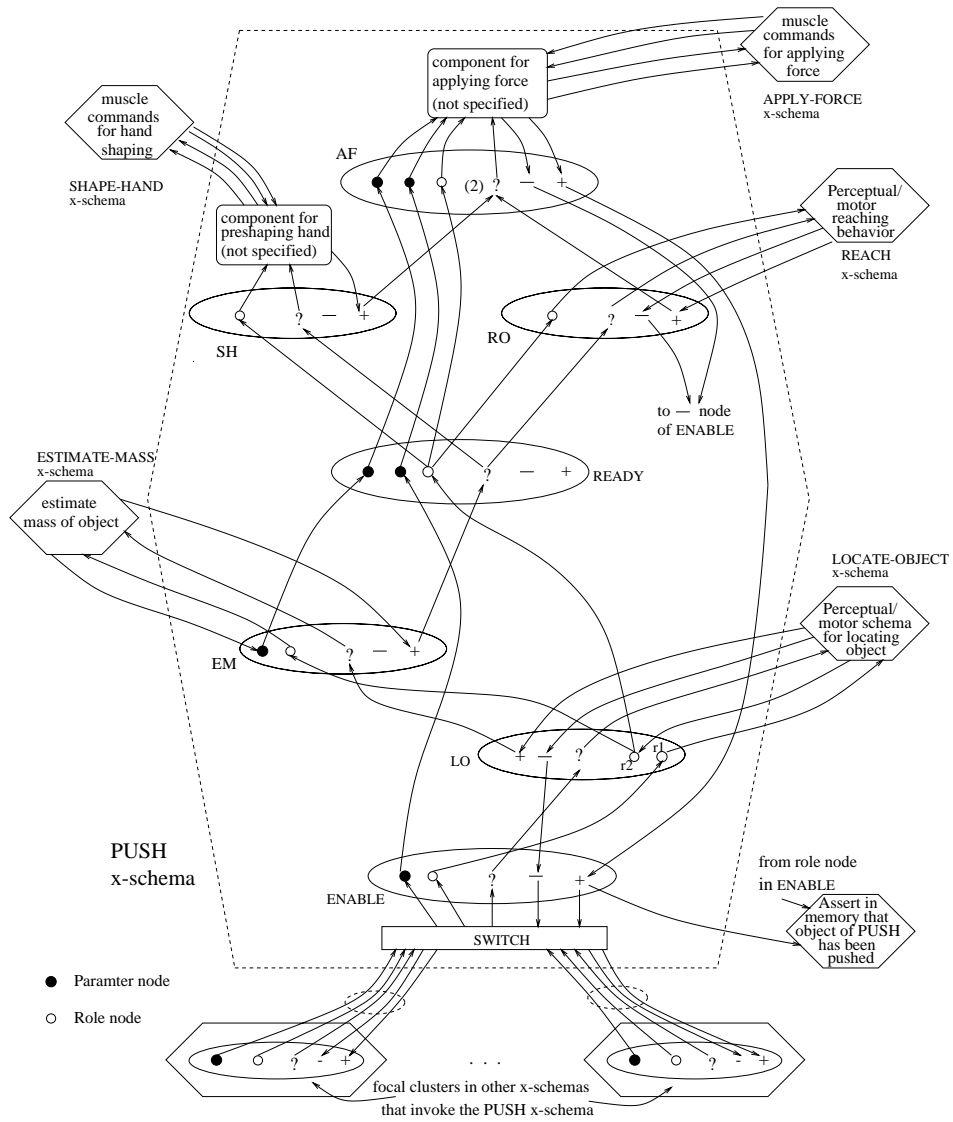 muscle
commands
for applying
force
APPLY-FORCE
x-schema
component for
applying force
(not specified)
muscle
commands
for hand
shaping
SHAPE-HAND
x-schema
AF
(2) ? — +
component for
preshaping hand
(not specified)
Perceptual/
motor
reaching
behavior
REACH
x-schema
? — +
SH
? — +
RO
to — node
of ENABLE
? — +
READY
ESTIMATE-MASS
x-schema
estimate
mass of object
LOCATE-OBJECT
x-schema
Perceptual/
motor schema
for locating
object
? — +
EM
+ — ? r2 r1
LO
PUSH
x-schema
? — +
ENABLE
from role node
in ENABLE
Assert in
memory that
object of PUSH
has been
pushed
SWITCH
Paramter node
Role node
? - +
. . .
? - +
focal clusters in other x-schemas
that invoke the PUSH x-schema